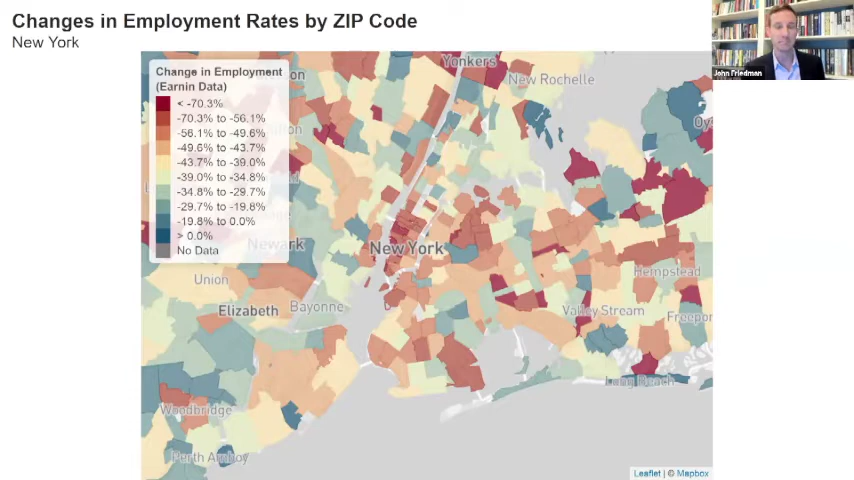 Changes in Employment Rates by ZIP Code
New York
John Friedman
Change in Employment
(Earnin Data)
< -70.3%
-70.3% to -56.1%
-56.1% to -49.6%
-49.6% to -43.7%
-43.7% to -39.0%
-39.0% to -34.8%
-34.8% to -29.7%
-29.7% to -19.8%
-19.8% to 0.0%
> 0.0%
No Data
Yonkers
New Rochelle
Newark
New York
Union
Elizabeth
Bayonne
Hempstead
Valley Stream
Freepor
Long Beach
Woodbridge
Perth Amboy
Leaflet | © Mapbox